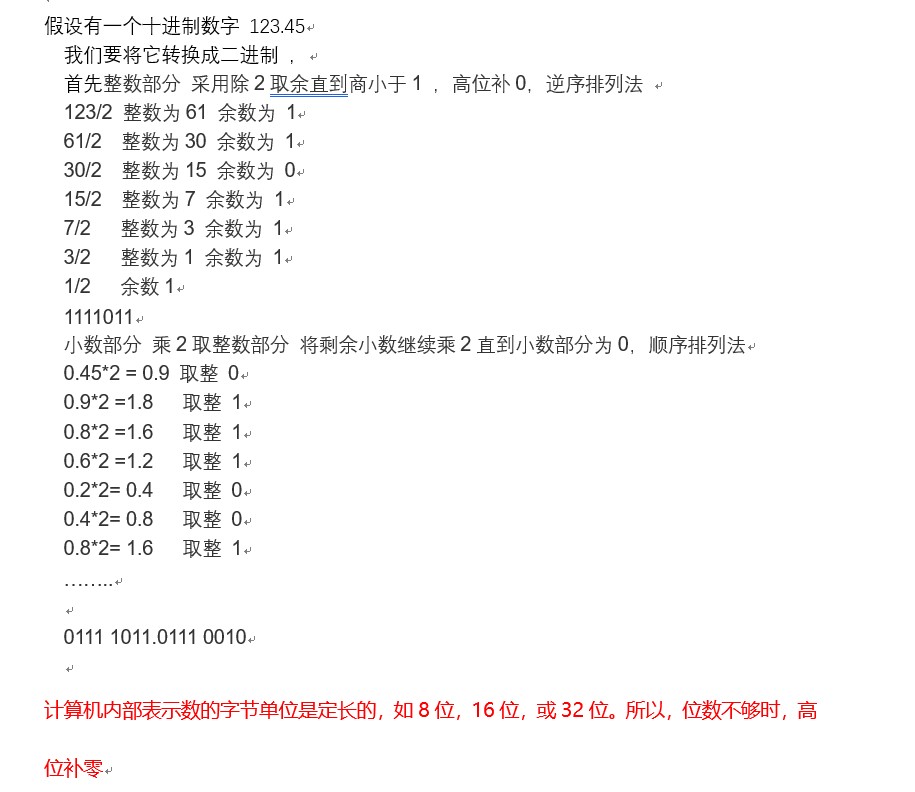 假设有一个十进制数字 123.45
我们要将它转换成二进制 ，
首先整数部分 采用除 2 取余直到商小于 1 ，高位补 0，逆序排列法
123/2 整数为 61 余数为 1
61/2 整数为 30 余数为 1
30/2 整数为 15 余数为 0
15/2 整数为 7 余数为 1
7/2 整数为 3 余数为 1
3/2 整数为 1 余数为 1
1/2 余数 1
1111011
小数部分 乘 2 取整数部分 将剩余小数继续乘 2 直到小数部分为 0，顺序排列法
0.45*2 = 0.9 取整 0
0.9*2 =1.8 取整 1
0.8*2 =1.6 取整 1
0.6*2 =1.2 取整 1
0.2*2= 0.4 取整 0
0.4*2= 0.8 取整 0
0.8*2= 1.6 取整 1
……..
0111 1011.0111 0010
计算机内部表示数的字节单位是定长的，如 8 位，16 位，或 32 位。所以，位数不够时，高
位补零